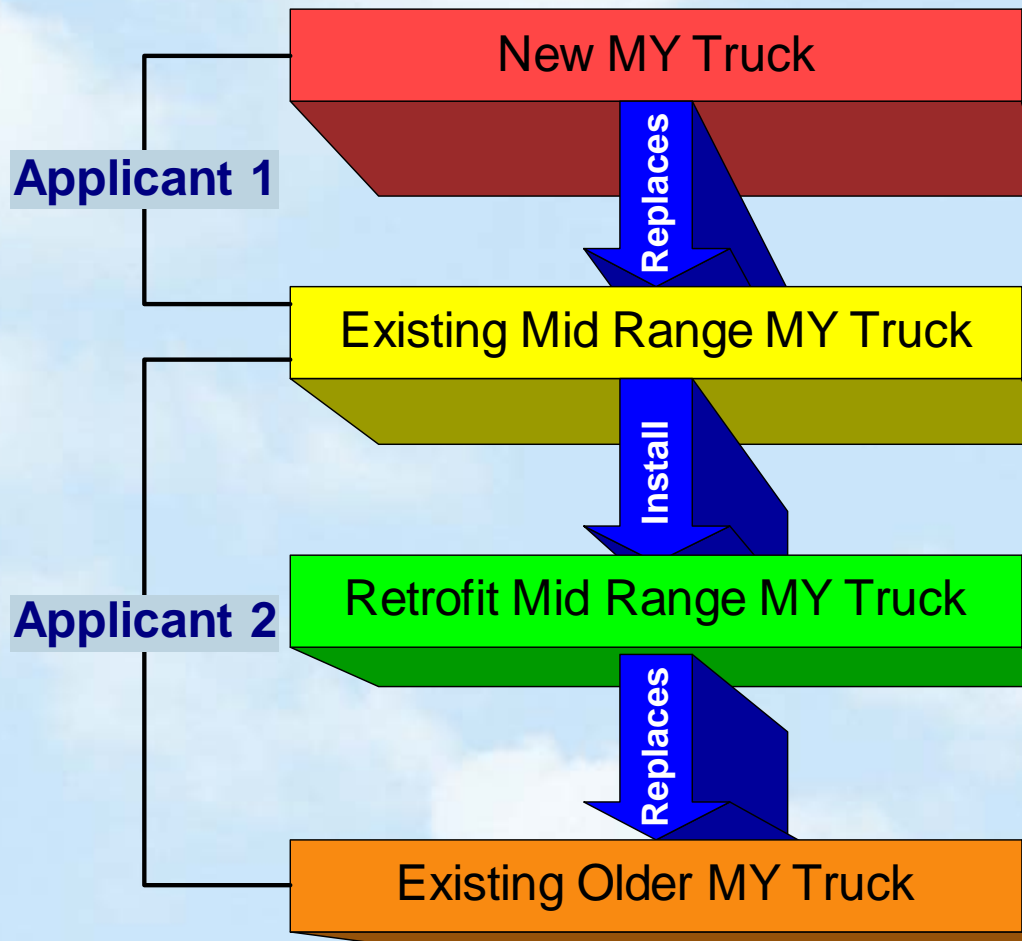 New MY Truck
Replaces
Applicant 1
Existing Mid Range MY Truck
Install
Retrofit Mid Range MY Truck
Applicant 2
Replaces
Existing Older MY Truck